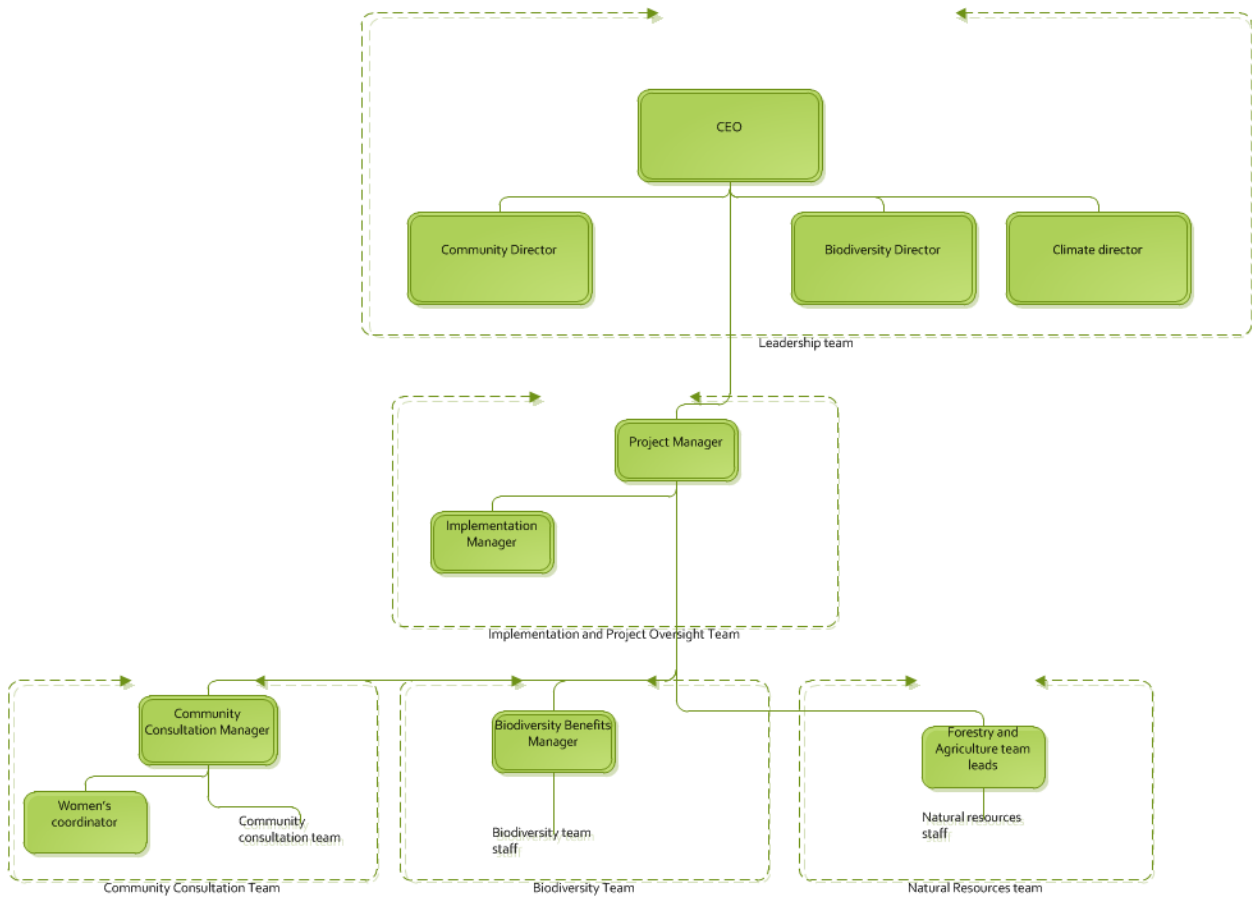 CEO
Community Director
Biodiversity Director
Climate director
Leadership team
Project Manager
Implementation
Manager
Implementation and Project Oversight Team
Community
Consultation Manager
Women's
coordinator
Community
consultation team
Community Consultation Team
Biodiversity Benefits
Manager
Biodiversity team
staff
Biodiversity Team
Forestry and
Agriculture team
leads
Natural resources
staff
Natural Resources team